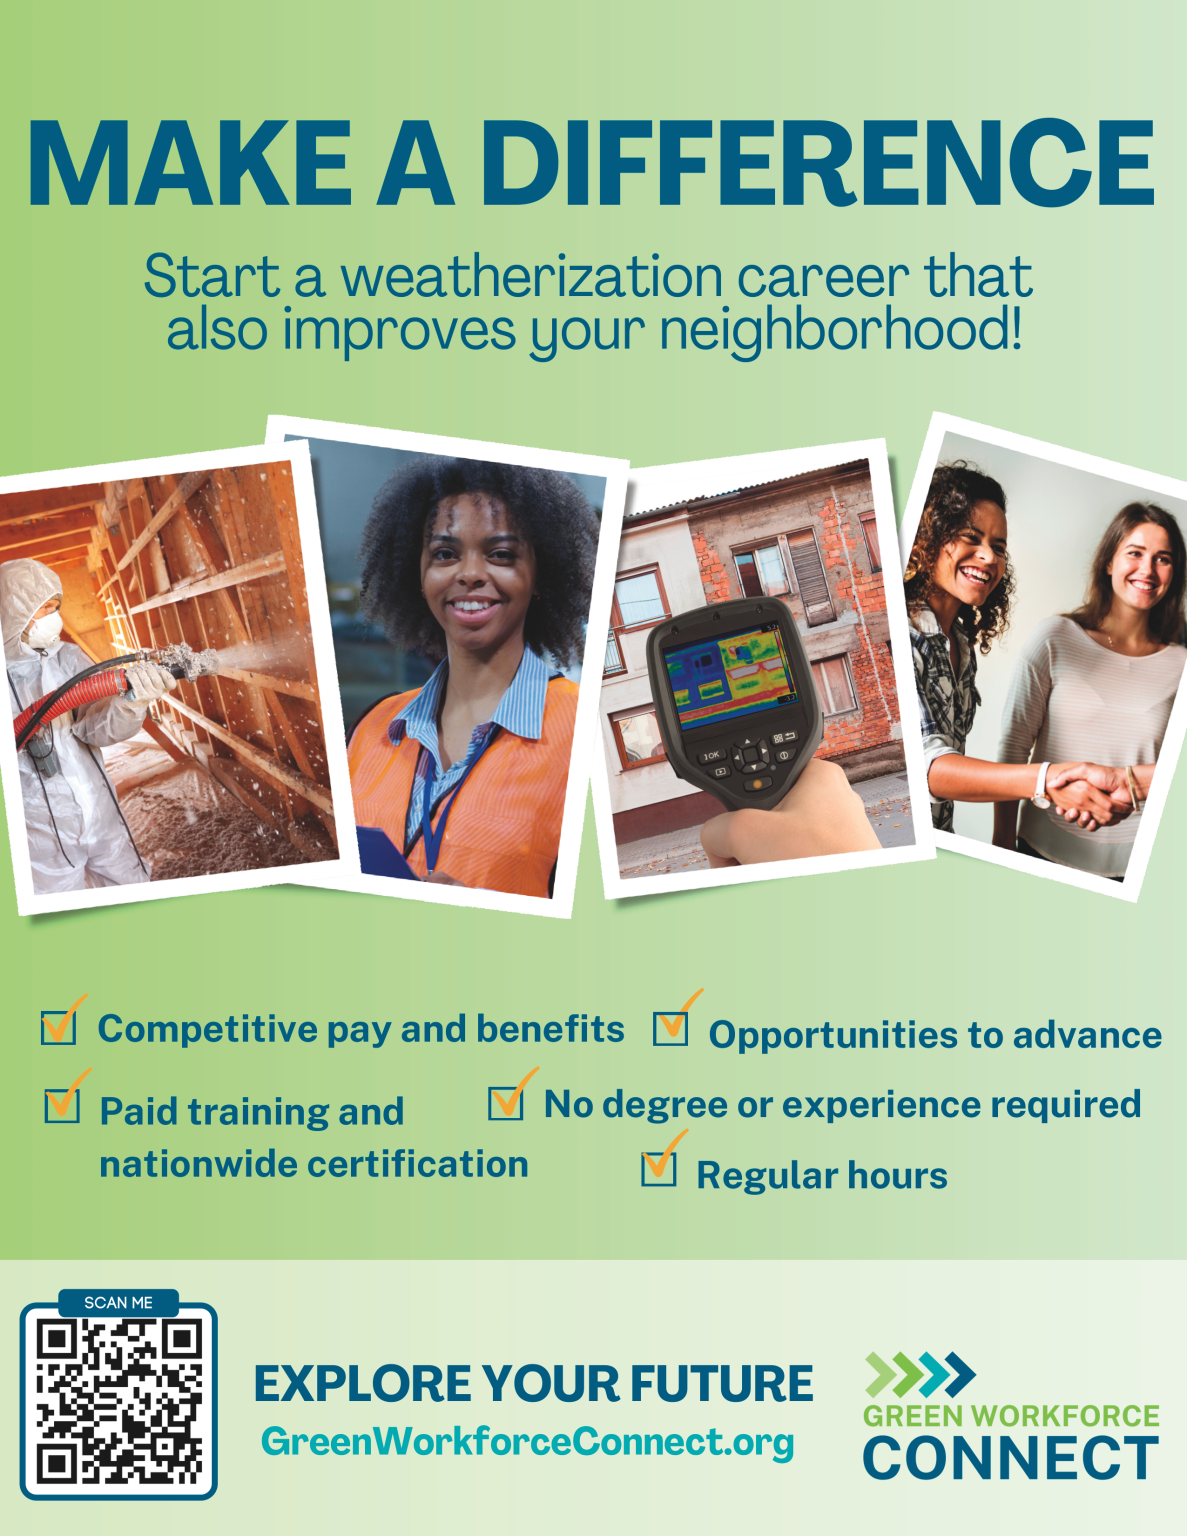 MAKE A DIFFERENCE
Start a weatherization career that
also improves your neighborhood!
Competitive pay and benefits
Opportunities to advance
Paid training and
nationwide certification
No degree or experience required
Regular hours
SCAN ME
EXPLORE YOUR FUTURE
GreenWorkforceConnect.org
GREEN WORKFORCE
CONNECT